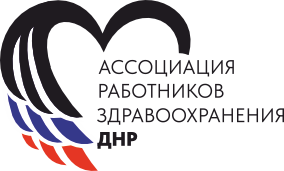 АССОЦИАЦИЯ
РАБОТНИКОВ
ЗДРАВООХРАНЕНИЯ
ДНР